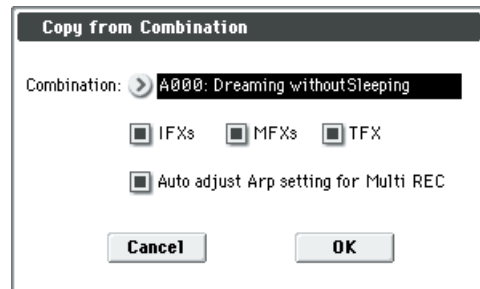 Copy from Combination
Combination: A000: Dreaming withoutSleeping
IFXs MFXs TFX
Auto adjust Arp setting for Multi REC
Cancel OK